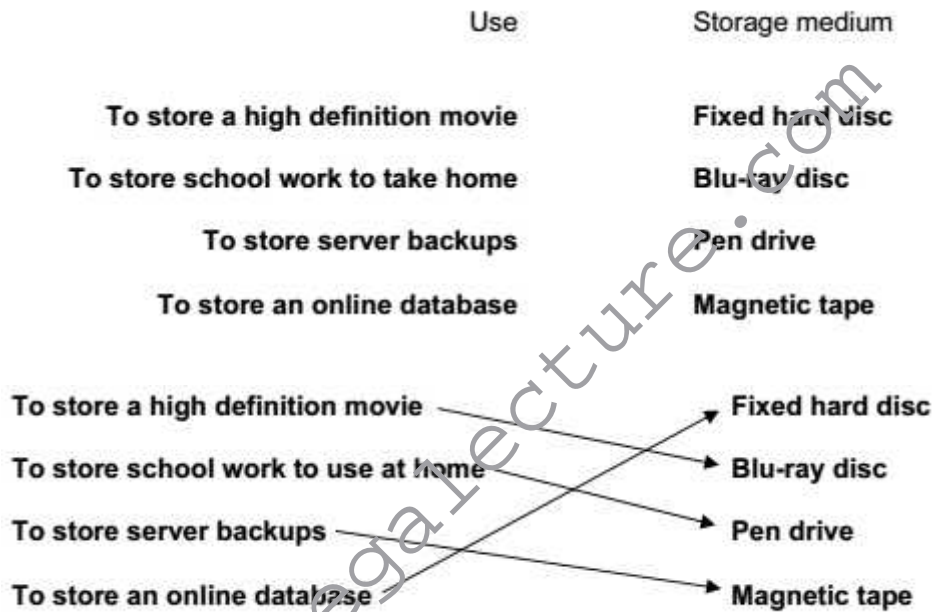 Use Storage medium
To store a high definition movie Fixed hard disc
To store school work to take home Blu-ray disc
To store server backups Pen drive
To store an online database Magnetic tape
To store a high definition movie Fixed hard disc
To store school work to use at home Blu-ray disc
To store server backups Pen drive
To store an online database Magnetic tape
egalecture.com